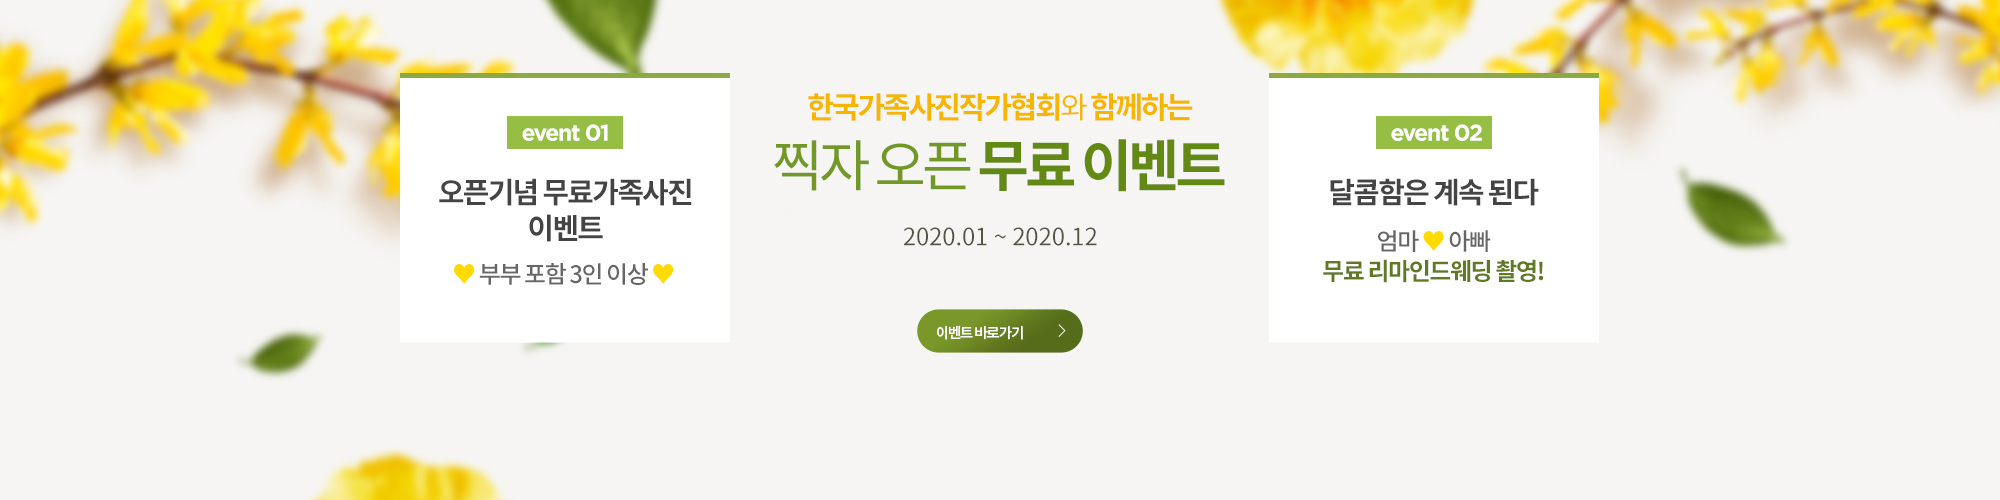 event 01
오픈기념 무료가족사진
이벤트
♥ 부부 포함 3인 이상 ♥
한국가족사진작가협회와 함께하는
찍자 오픈 무료 이벤트
2020.01 ~ 2020.12
이벤트 바로가기
event 02
달콤함은 계속 된다
엄마 ♥ 아빠
무료 리마인드웨딩 촬영!